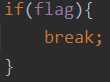 if(flag){
    break;
}